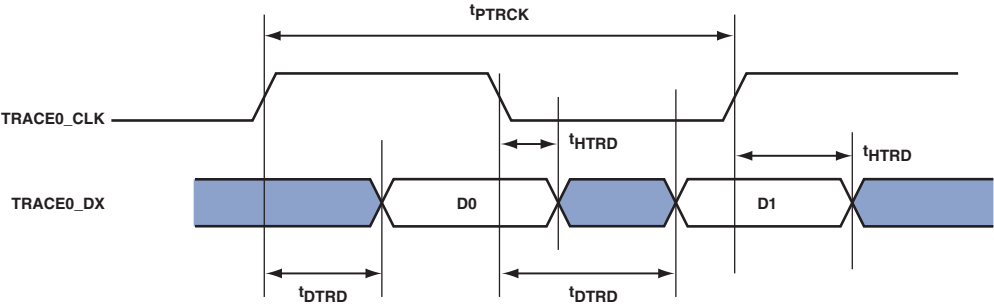 tPTRCK
TRACE0_CLK
tHTRD
tHTRD
TRACE0_DX
D0
D1
tDTRD
tDTRD